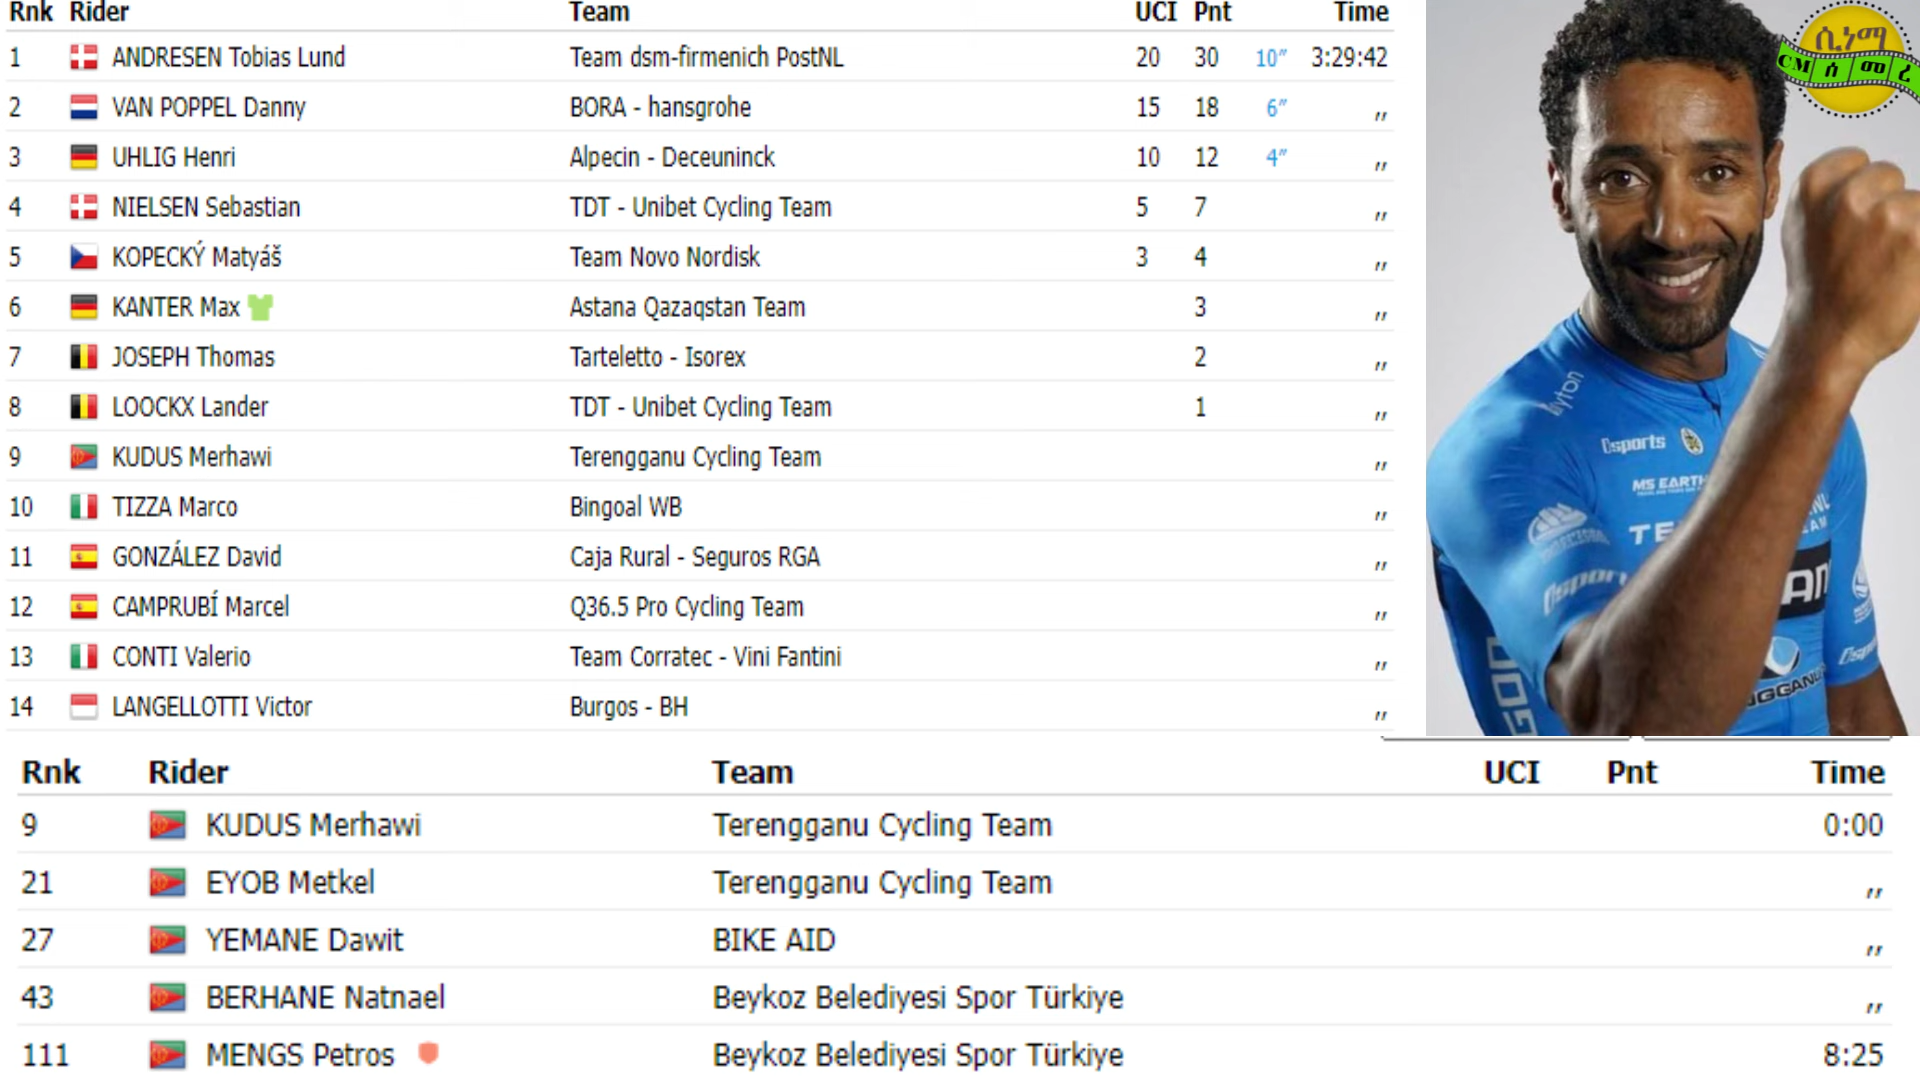 Rnk Rider Team UCI Pnt Time
1 ANDRESEN Tobias Lund Team dsm-firmenich PostNL 20 30 10″ 3:29:42
2 VAN POPPEL Danny BORA - hansgrohe 15 18 6″ ,,
3 UHLIG Henri Alpecin - Deceuninck 10 12 4″ ,,
4 NIELSEN Sebastian TDT - Unibet Cycling Team 5 7 ,,
5 KOPECKÝ Matyáš Team Novo Nordisk 3 4 ,,
6 KANTER Max Astana Qazaqstan Team 3 ,,
7 JOSEPH Thomas Tarteletto - Isorex 2 ,,
8 LOOCKX Lander TDT - Unibet Cycling Team 1 ,,
9 KUDUS Merhawi Terengganu Cycling Team ,,
10 TIZZA Marco Bingoal WB ,,
11 GONZÁLEZ David Caja Rural - Seguros RGA ,,
12 CAMPRUBÍ Marcel Q36.5 Pro Cycling Team ,,
13 CONTI Valerio Team Corratec - Vini Fantini ,,
14 LANGELLOTTI Victor Burgos - BH ,,
ሲነማ
CM ሰ መ ረ
Osports
MS EARTH
Rnk Rider Team UCI Pnt Time
9 KUDUS Merhawi Terengganu Cycling Team 0:00
21 EYOB Metkel Terengganu Cycling Team ,,
27 YEMANE Dawit BIKE AID ,,
43 BERHANE Natnael Beykoz Belediyesi Spor Türkiye ,,
111 MENGS Petros Beykoz Belediyesi Spor Türkiye 8:25